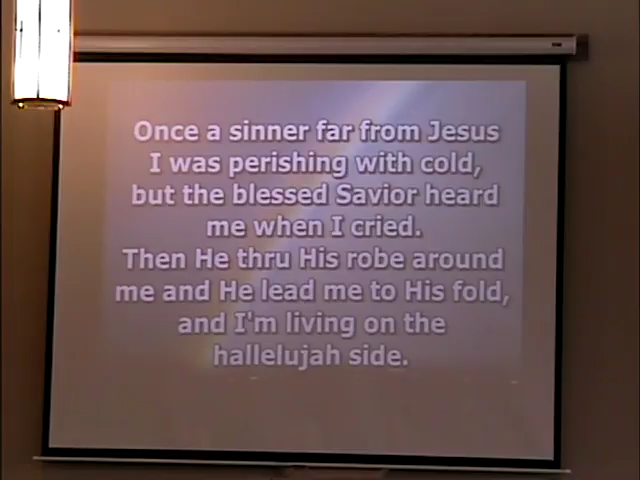 Once a sinner far from Jesus
I was perishing with cold,
but the blessed Savior heard
me when I cried.
Then He thru His robe around
me and He lead me to His fold,
and I'm living on the
hallelujah side.